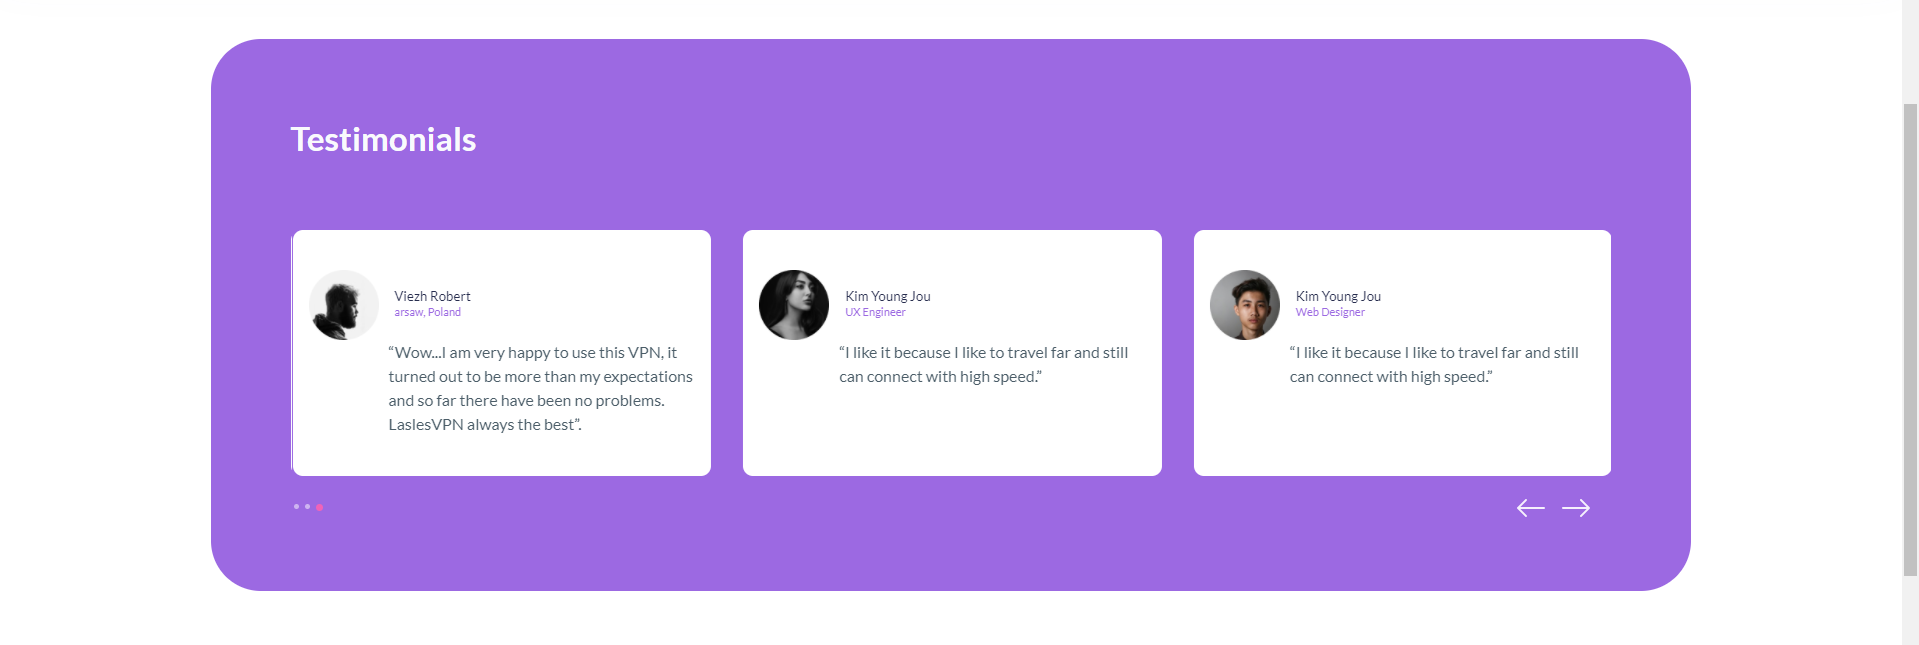 Testimonials
Viezh Robert
arsaw, Poland
“Wow...I am very happy to use this VPN, it
turned out to be more than my expectations
and so far there have been no problems.
LaslesVPN always the best”.
Kim Young Jou
UX Engineer
“I like it because I like to travel far and still
can connect with high speed.”
Kim Young Jou
Web Designer
“I like it because I like to travel far and still
can connect with high speed.”